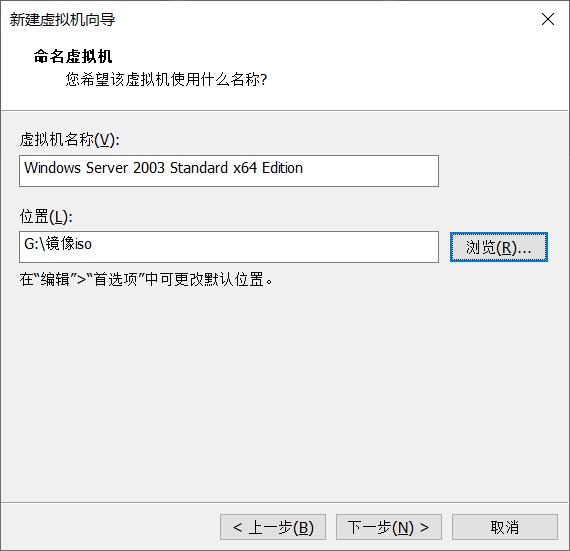 新建虚拟机向导
命名虚拟机
您希望该虚拟机使用什么名称?
虚拟机名称(V):
Windows Server 2003 Standard x64 Edition
位置(L):
G:\镜像iso
浏览(R)...
在“编辑”>“首选项”中可更改默认位置。
< 上一步(B) 下一步(N) > 取消